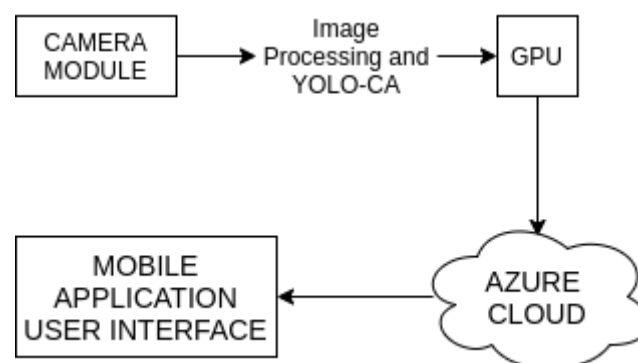 CAMERA
MODULE
Image
Processing and
YOLO-CA
GPU
AZURE
CLOUD
MOBILE
APPLICATION
USER INTERFACE